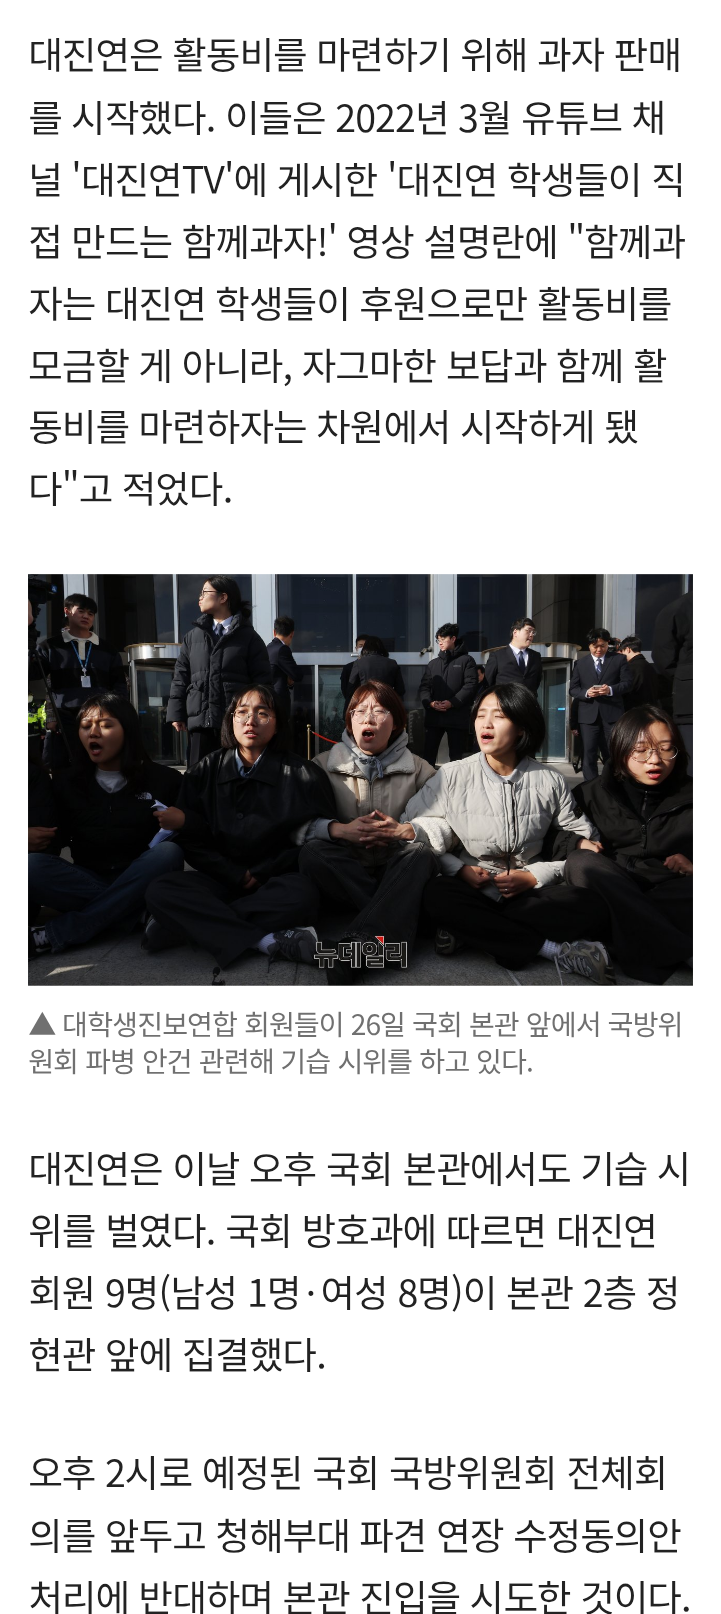 대진연은 활동비를 마련하기 위해 과자 판매
를 시작했다. 이들은 2022년 3월 유튜브 채
널 '대진연TV'에 게시한 '대진연 학생들이 직
접 만드는 함께과자!' 영상 설명란에 "함께과
자는 대진연 학생들이 후원으로만 활동비를
모금할 게 아니라, 자그마한 보답과 함께 활
동비를 마련하자는 차원에서 시작하게 됐
다"고 적었다.
뉴데일리
▲ 대학생진보연합 회원들이 26일 국회 본관 앞에서 국방위
원회 파병 안건 관련해 기습 시위를 하고 있다.
대진연은 이날 오후 국회 본관에서도 기습 시
위를 벌였다. 국회 방호과에 따르면 대진연
회원 9명(남성 1명·여성 8명)이 본관 2층 정
현관 앞에 집결했다.
오후 2시로 예정된 국회 국방위원회 전체회
의를 앞두고 청해부대 파견 연장 수정동의안
처리에 반대하며 본관 진입을 시도한 것이다.